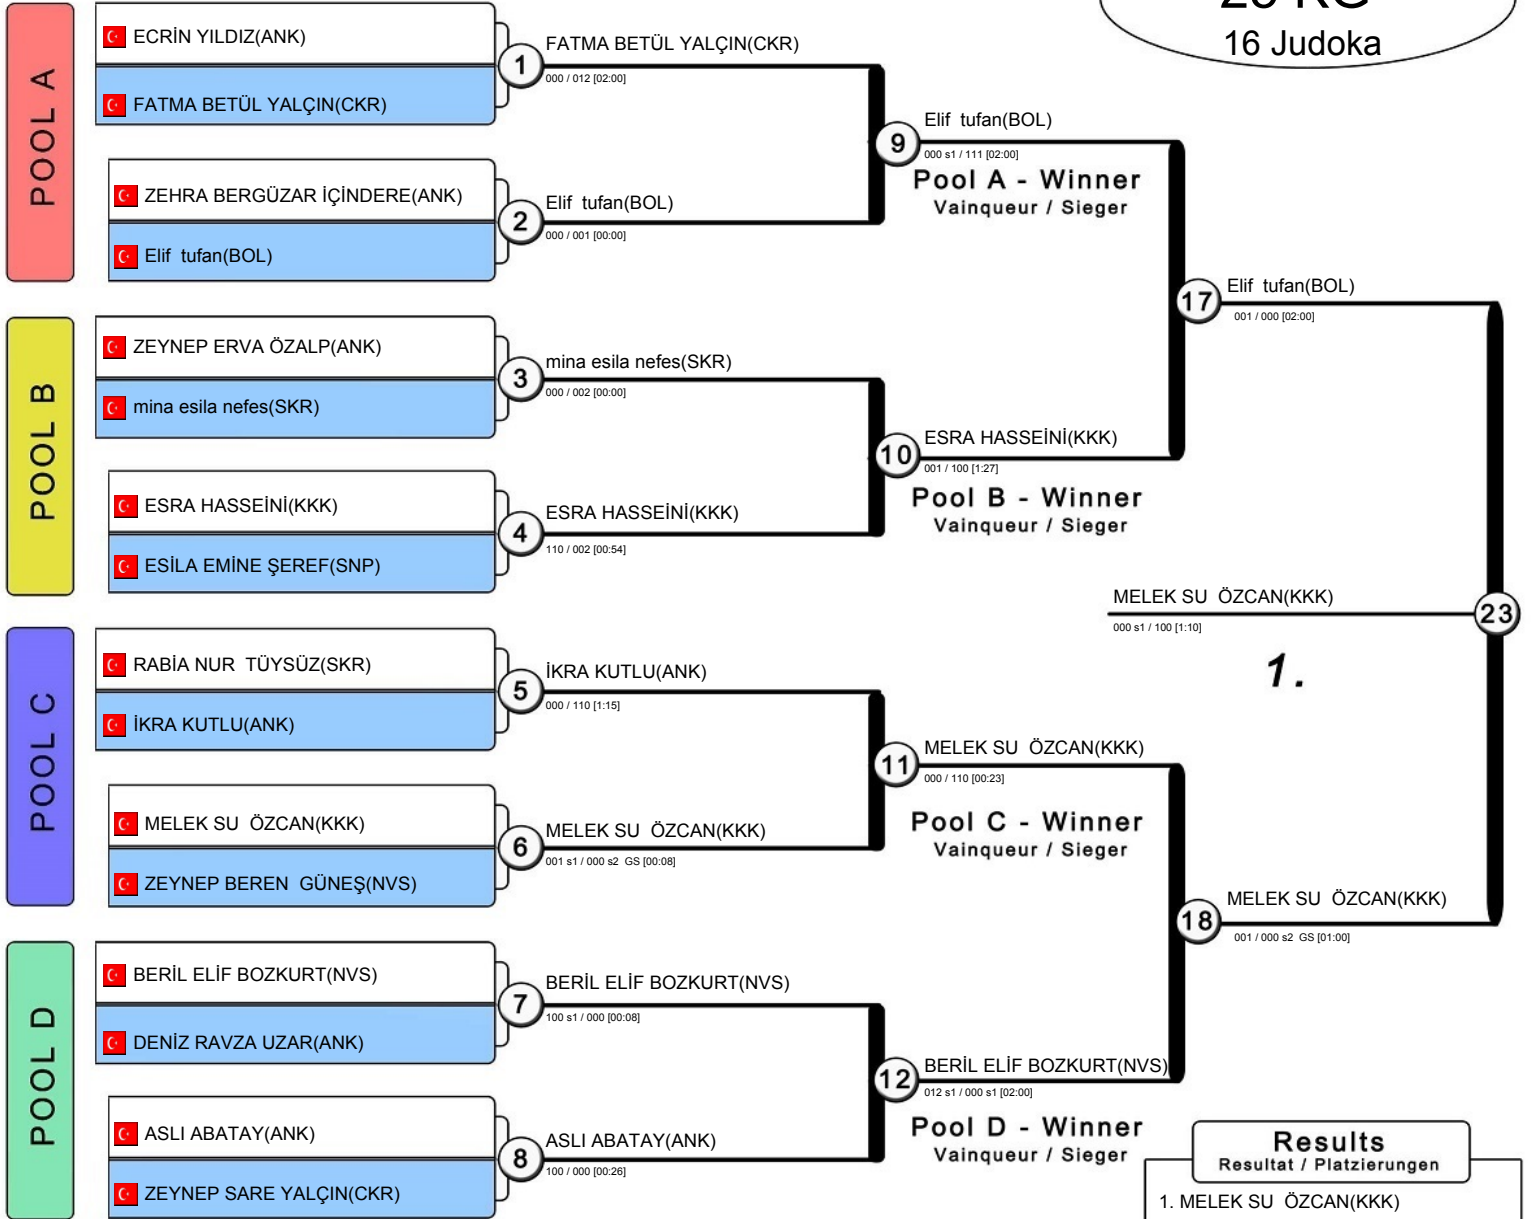 16 Judoka
POOL A
ECRİN YILDIZ(ANK)
FATMA BETÜL YALÇIN(CKR)
1
FATMA BETÜL YALÇIN(CKR)
000 / 012 [02:00]
ZEHRA BERGÜZAR İÇİNDERE(ANK)
Elif tufan(BOL)
2
Elif tufan(BOL)
000 / 001 [00:00]
9
Elif tufan(BOL)
000 s1 / 111 [02:00]
Pool A - Winner
Vainqueur / Sieger
POOL B
ZEYNEP ERVA ÖZALP(ANK)
mina esila nefes(SKR)
3
mina esila nefes(SKR)
000 / 002 [00:00]
ESRA HASSEİNİ(KKK)
ESİLA EMİNE ŞEREF(SNP)
4
ESRA HASSEİNİ(KKK)
110 / 002 [00:54]
10
ESRA HASSEİNİ(KKK)
001 / 100 [1:27]
Pool B - Winner
Vainqueur / Sieger
17
Elif tufan(BOL)
001 / 000 [02:00]
POOL C
RABİA NUR TÜYSÜZ(SKR)
İKRA KUTLU(ANK)
5
İKRA KUTLU(ANK)
000 / 110 [1:15]
MELEK SU ÖZCAN(KKK)
ZEYNEP BEREN GÜNEŞ(NVS)
6
MELEK SU ÖZCAN(KKK)
001 s1 / 000 s2 GS [00:08]
11
MELEK SU ÖZCAN(KKK)
000 / 110 [00:23]
Pool C - Winner
Vainqueur / Sieger
POOL D
BERİL ELİF BOZKURT(NVS)
DENİZ RAVZA UZAR(ANK)
7
BERİL ELİF BOZKURT(NVS)
100 s1 / 000 [00:08]
ASLI ABATAY(ANK)
ZEYNEP SARE YALÇIN(CKR)
8
ASLI ABATAY(ANK)
100 / 000 [00:26]
12
BERİL ELİF BOZKURT(NVS)
012 s1 / 000 s1 [02:00]
Pool D - Winner
Vainqueur / Sieger
18
MELEK SU ÖZCAN(KKK)
001 / 000 s2 GS [01:00]
23
MELEK SU ÖZCAN(KKK)
000 s1 / 100 [1:10]
1.
Results
Resultat / Platzierungen
1. MELEK SU ÖZCAN(KKK)